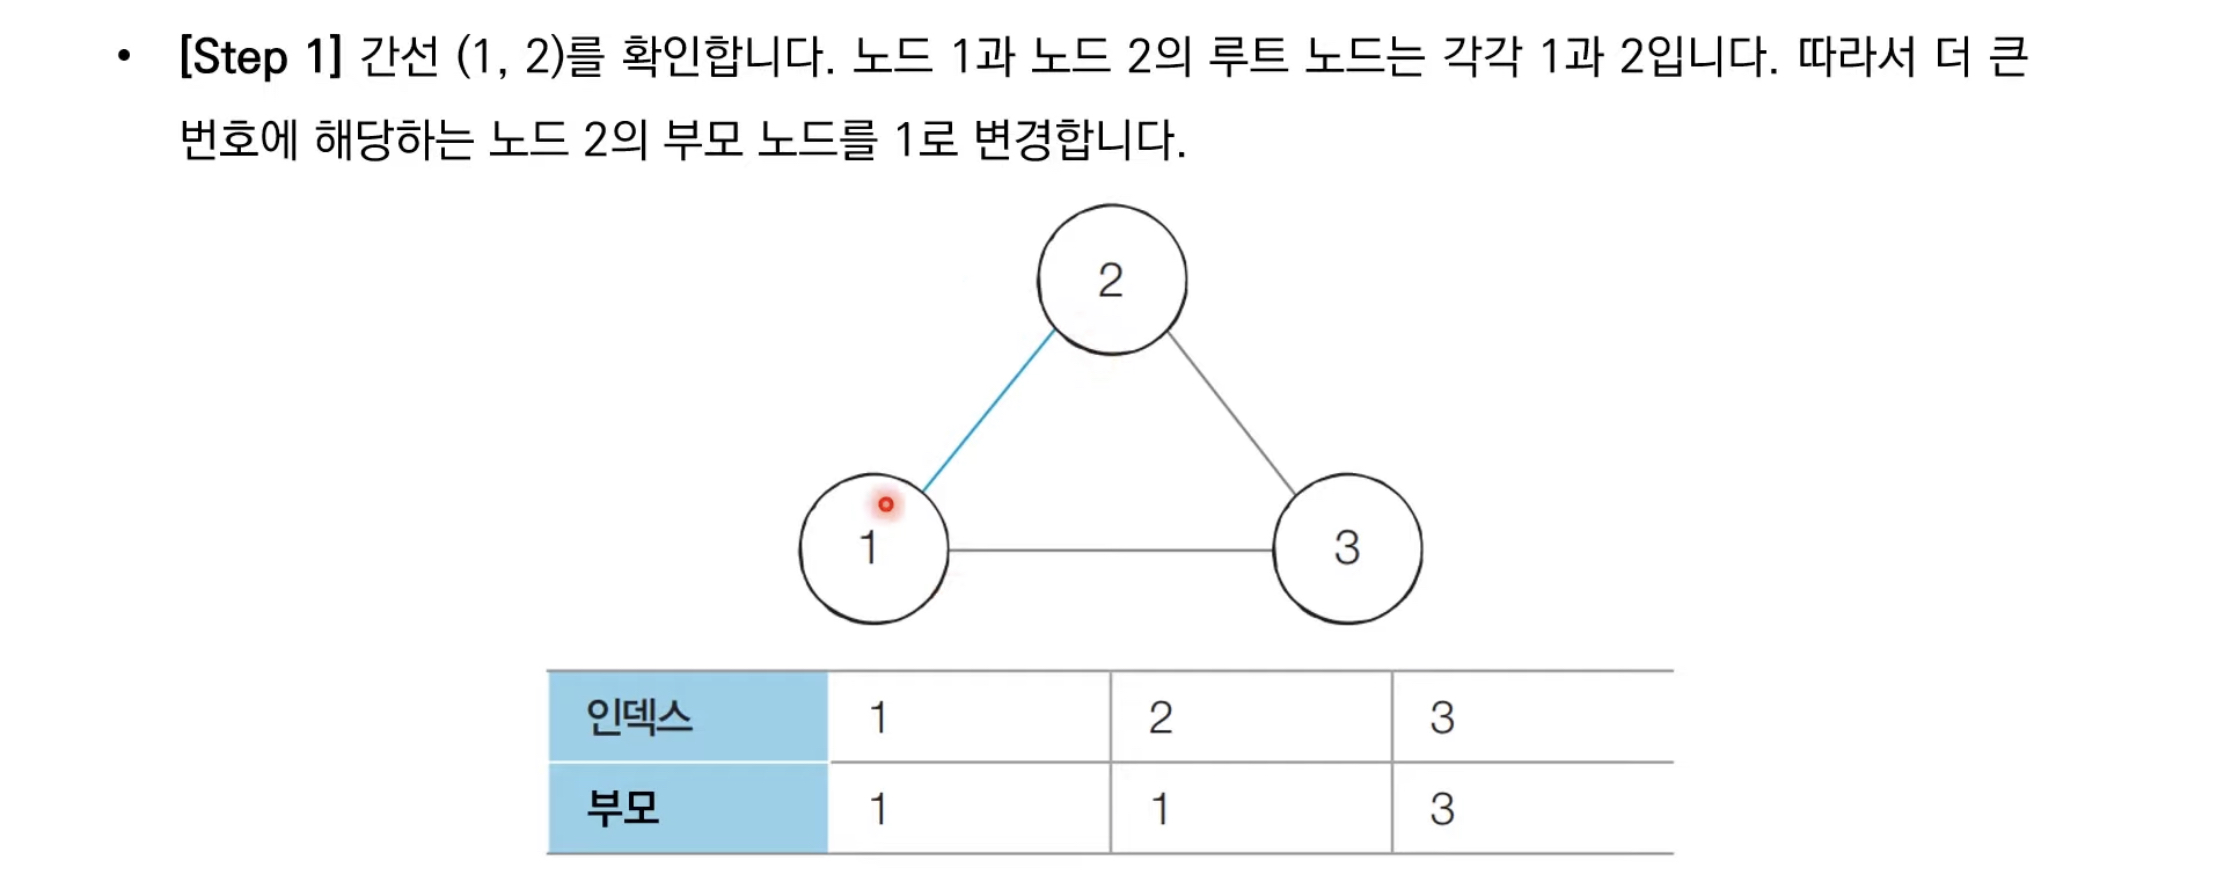 • [Step 1] 간선 (1, 2)를 확인합니다. 노드 1과 노드 2의 루트 노드는 각각 1과 2입니다. 따라서 더 큰
번호에 해당하는 노드 2의 부모 노드를 1로 변경합니다.
2
1
3
인덱스 1 2 3
부모 1 1 3